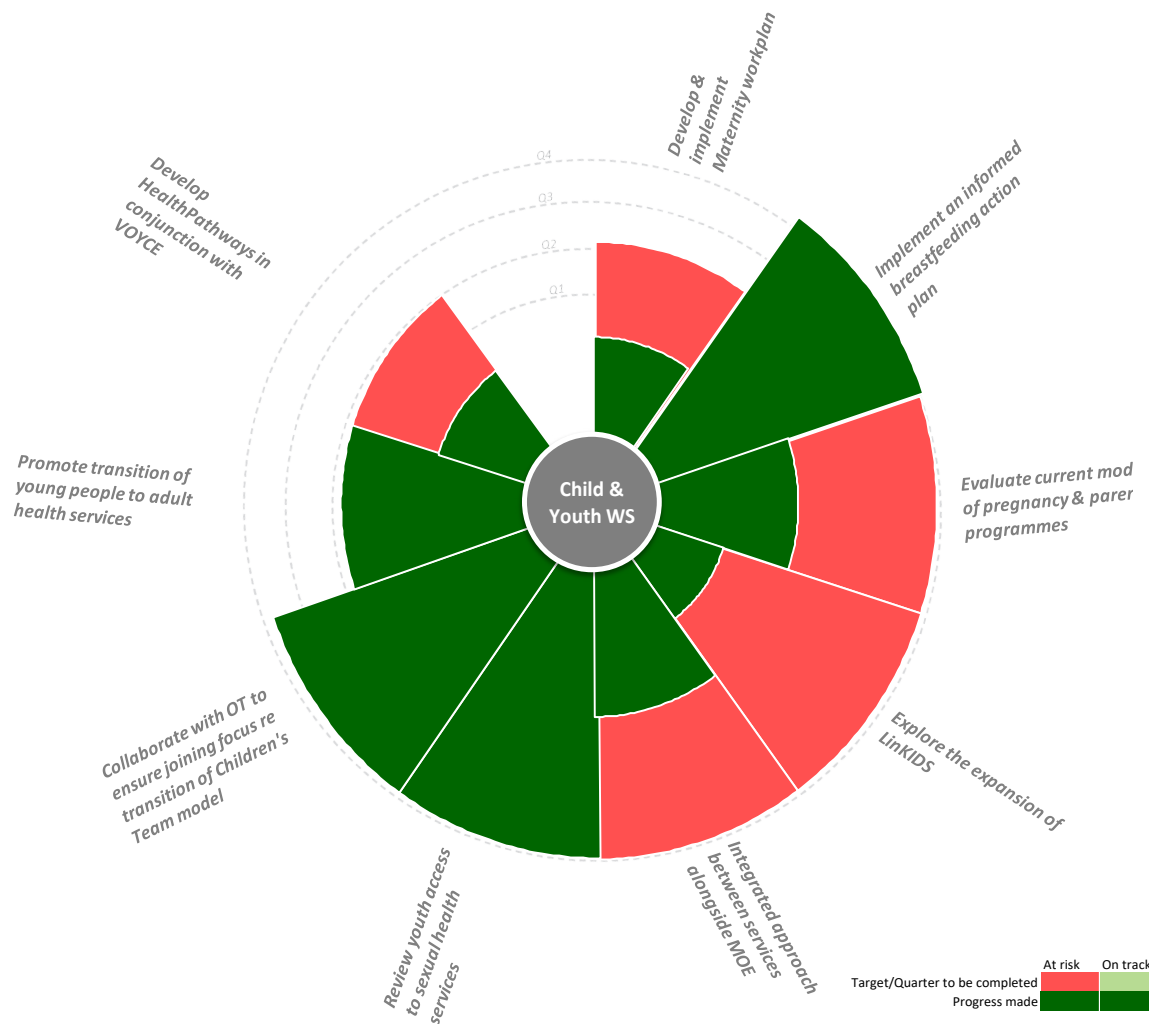 Develop &
implement
Maternity workplan
Implement an informed
breastfeeding action
plan
Evaluate current mod
of pregnancy & parer
programmes
Explore the expansion of
LinKIDS
Integrated approach
between services
alongside MOE
Review youth access
to sexual health
services
Collaborate with OT to
ensure joining focus re
transition of Children's
Team model
Promote transition of
young people to adult
health services
Develop
HealthPathways in
conjunction with
VOYCE
Q4
Q3
Q2
Q1
Child &
Youth WS
At risk On track
Target/Quarter to be completed
Progress made